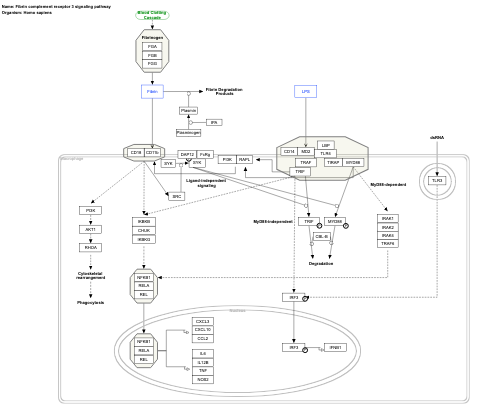 Name: Fibrin complement receptor 3 signaling pathway
Organism: Homo sapiens
Blood Clotting
Cascade
Fibrinogen
FGA
FGB
FGG
Fibrin
Fibrin Degradation
Products
Plasmin
tPA
Plasminogen
LPS
dsRNA
Macrophage
CD18
CD11b
DAP12
FcRg
SYK
SYK
SRC
Ligand-independent
signaling
PI3K
RAPL
LBP
CD14
MD2
TLR4
TRAF
TIRAP
MYD88
TRIF
TLR3
MyD88-dependent
MyD88-independent
PI3K
AKT1
RHOA
Cytoskeletal
rearrangement
Phagocytosis
IKBKB
CHUK
IKBKG
TRIF
MYD88
CBL-B
Degradation
IRAK1
IRAK2
IRAK4
TRAF6
NFKB1
RELA
REL
IRF3
Nucleus
NFKB1
RELA
REL
CXCL3
CXCL10
CCL2
IL6
IL12B
TNF
NOS2
IRF3
IFNB1